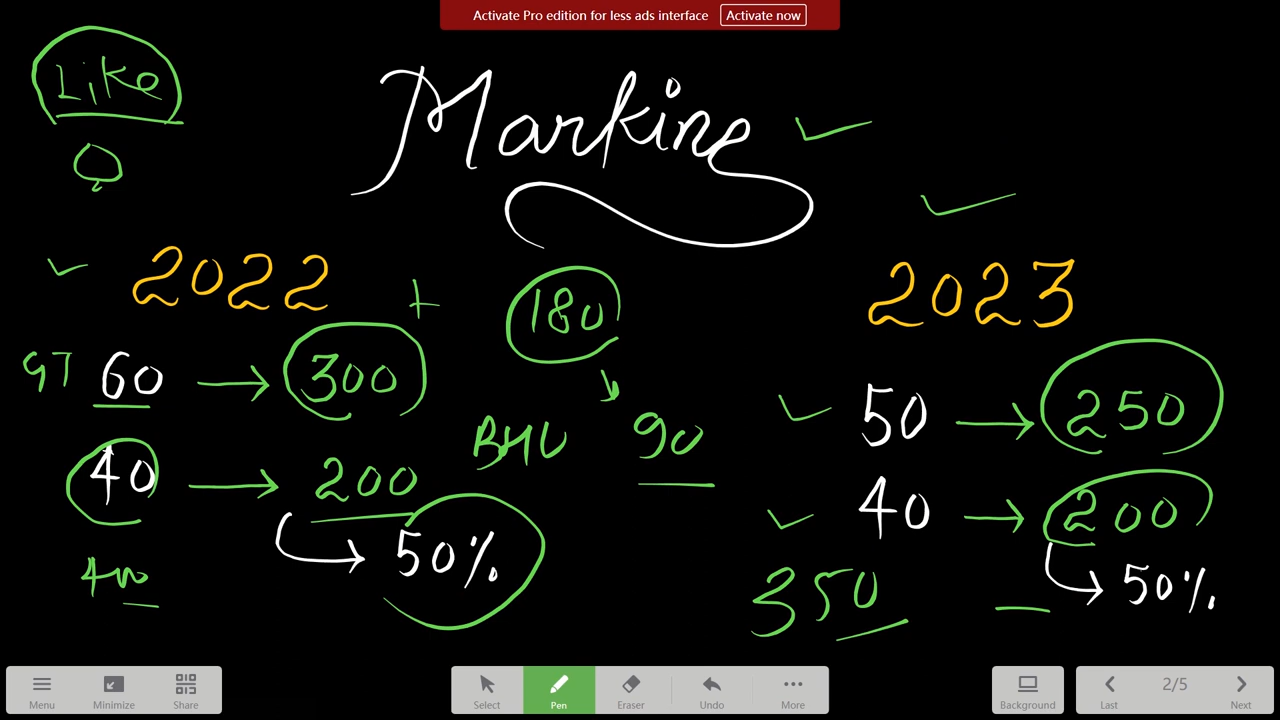 Activate Pro edition for less ads interface Activate now
Like
Marking
2022
+ 180
2023
GT 60 → 300
BHU 90
50 → 250
40 → 200
50%
40 → 200
50%
400
350
Menu Minimize Share Select Pen Eraser Undo More Background Last 2/5 Next